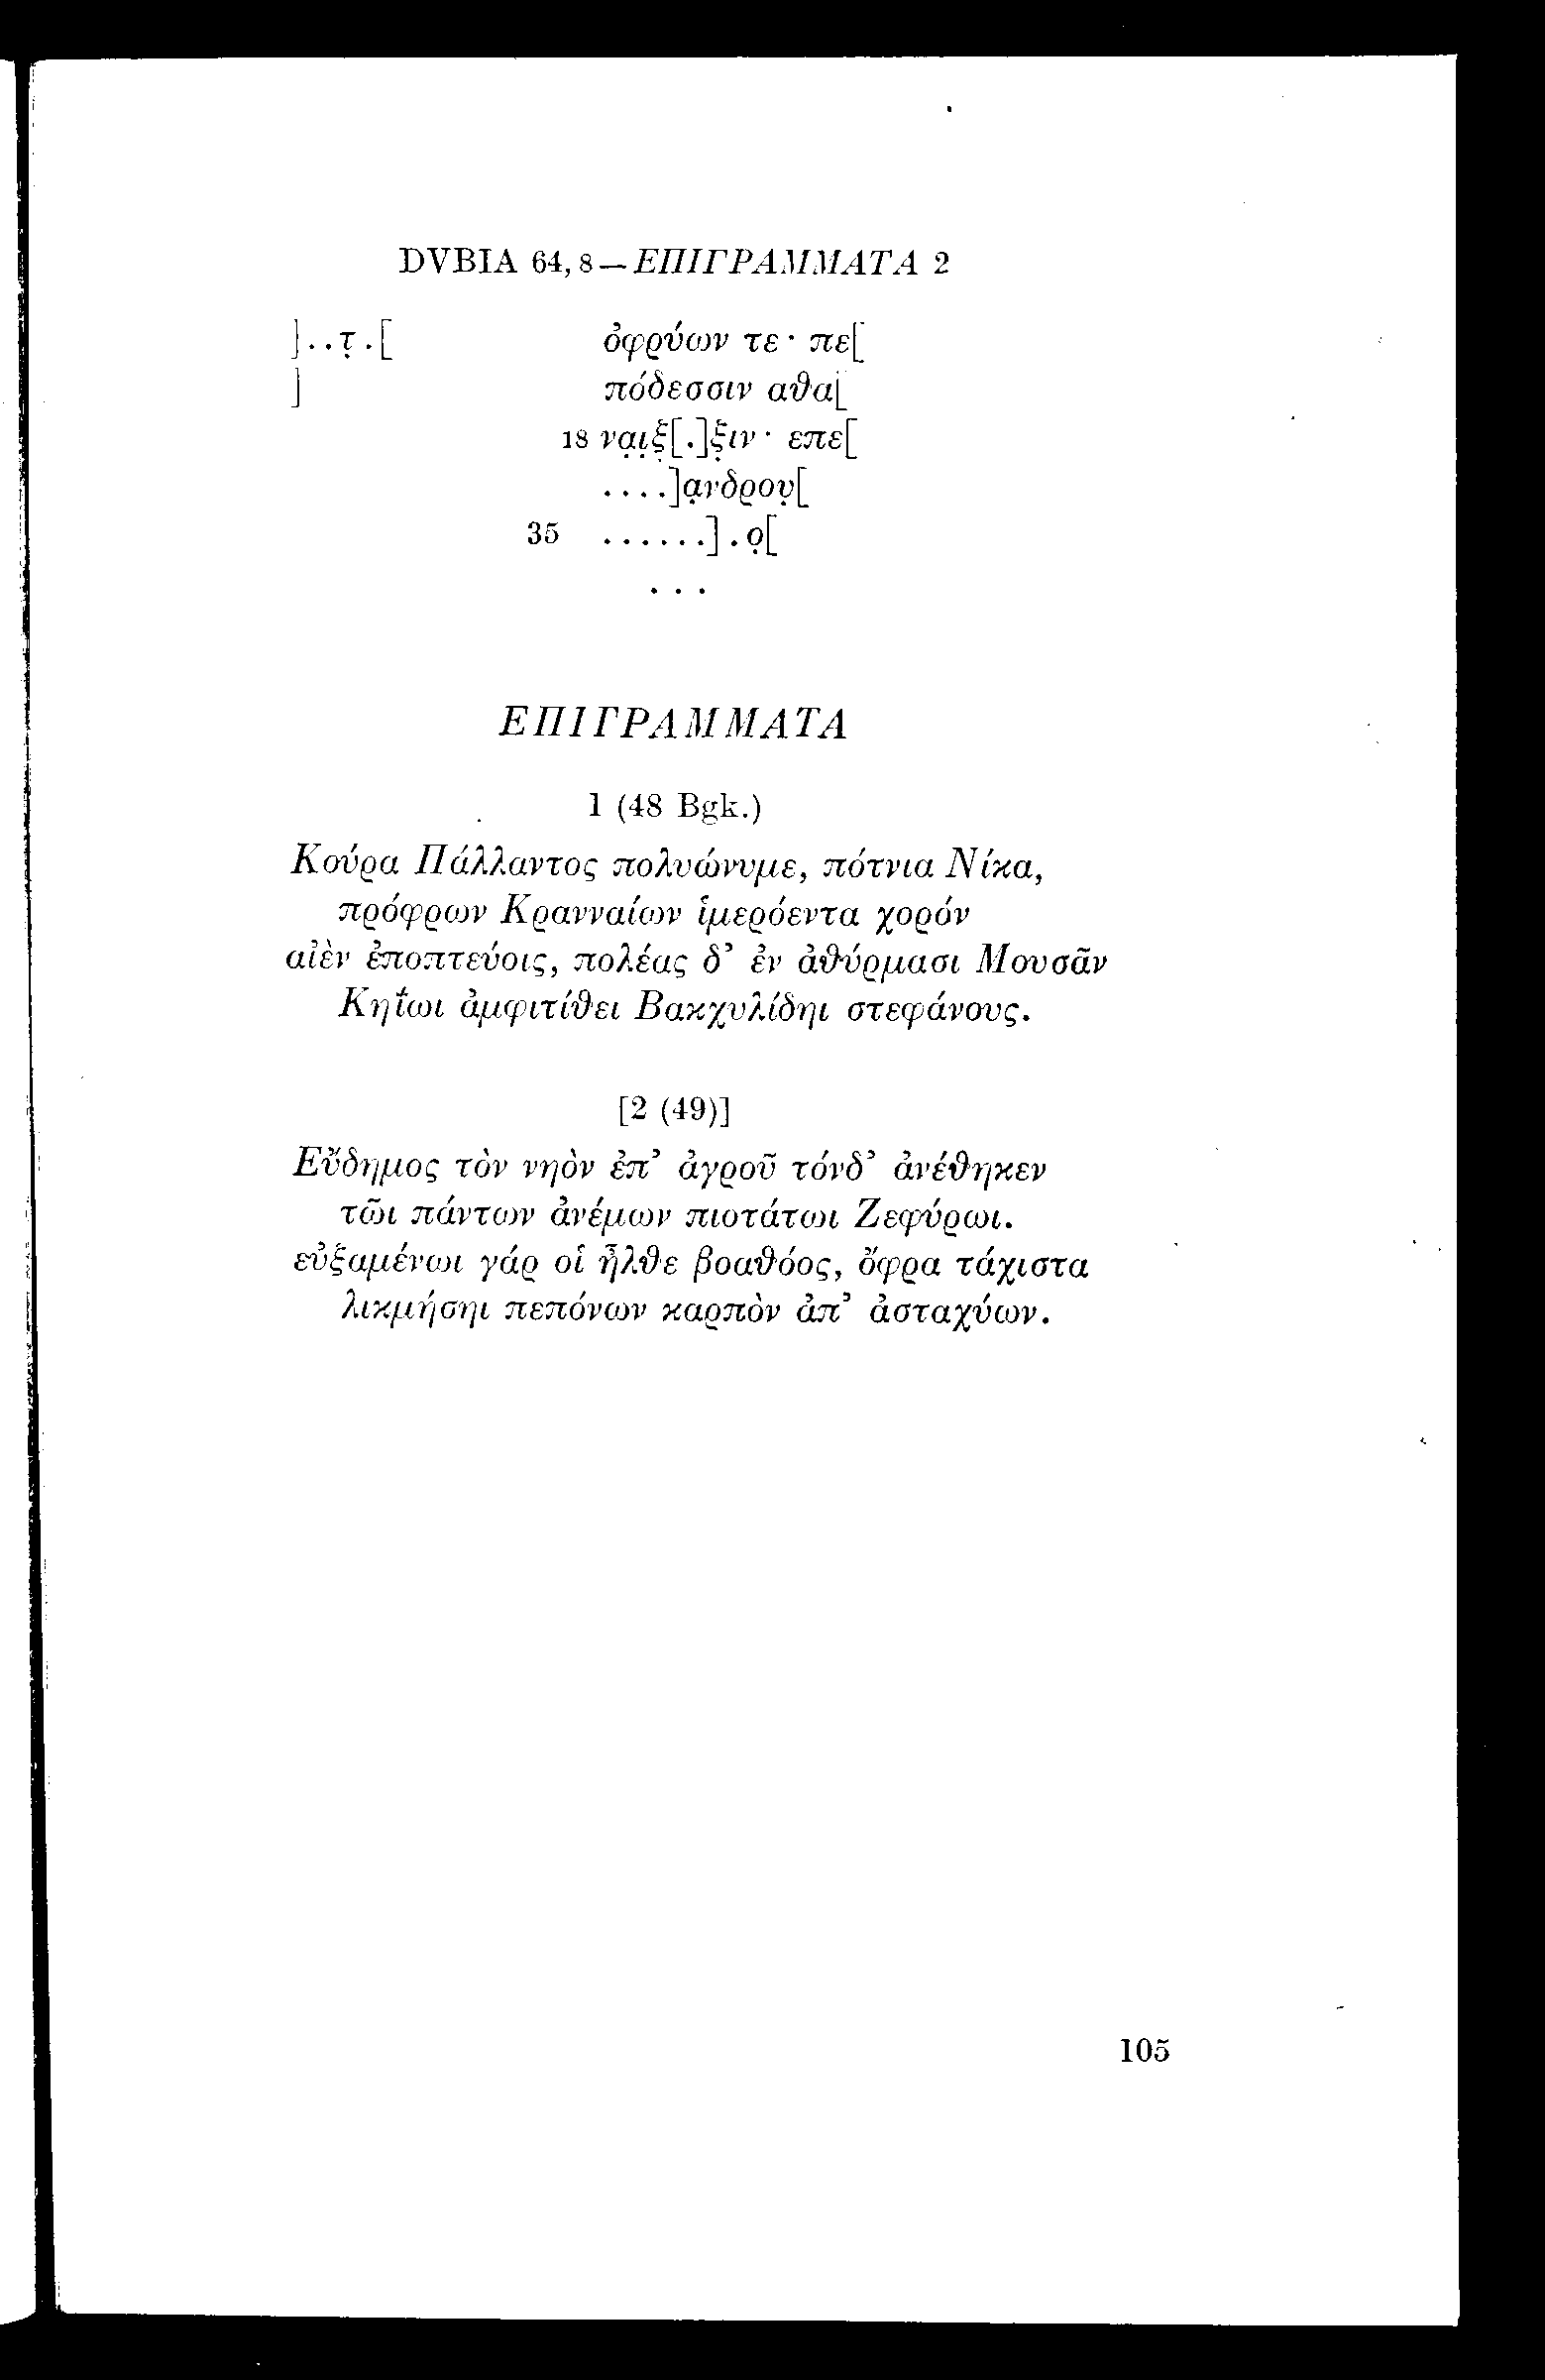 DVBIA 64, 8 — ΕΠΙΓΡΑΜΜΑΤΑ 2
]..τ̣.[ ὀφρύων τε· πε[
] πόδεσσιν αθα[
18 να̣ι̣ξ̣[.]ξ̣ιν· επε[
....]α̣νδρου̣[
35 ......].ο̣[
. . .
ΕΠΙΓΡΑΜΜΑΤΑ
1 (48 Bgk.)
Κούρα Πάλλαντος πολυώνυμε, πότνια Νίκα,
πρόφρων Κρανναίων ἱμερόεντα χορόν
αἰὲν ἐποπτεύοις, πολέας δ’ ἐν ἀθύρμασι Μουσᾶν
Κηΐωι ἀμφιτίθει Βακχυλίδηι στεφάνους.
[2 (49)]
Εὔδημος τὸν νηὸν ἐπ’ ἀγροῦ τόνδ’ ἀνέθηκεν
τῶι πάντων ἀνέμων πιοτάτωι Ζεφύρωι.
εὐξαμένωι γάρ οἱ ἦλθε βοαθόος, ὄφρα τάχιστα
λικμήσηι πεπόνων καρπὸν ἀπ’ ἀσταχύων.
105